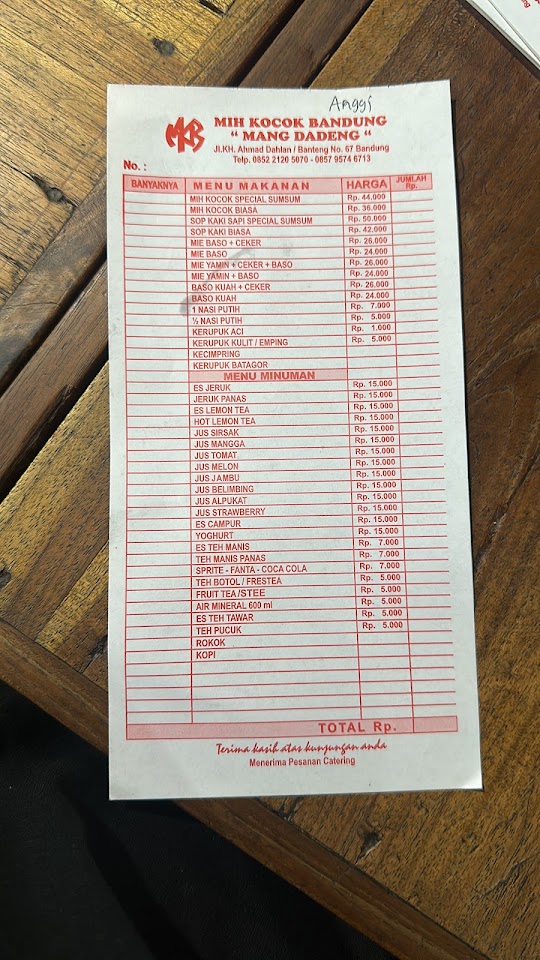 Anggi
MKB
MIH KOCOK BANDUNG
“ MANG DADENG “
Jl.KH. Ahmad Dahlan / Banteng No. 67 Bandung
Telp. 0852 2120 5070 - 0857 9574 6713
No. :
BANYAKNYA MENU MAKANAN HARGA JUMLAH Rp.
MIH KOCOK SPECIAL SUMSUM Rp. 44.000
MIH KOCOK BIASA Rp. 36.000
SOP KAKI SAPI SPECIAL SUMSUM Rp. 50.000
SOP KAKI BIASA Rp. 42.000
MIE BASO + CEKER Rp. 26.000
MIE BASO Rp. 24.000
MIE YAMIN + CEKER + BASO Rp. 26.000
MIE YAMIN + BASO Rp. 24.000
BASO KUAH + CEKER Rp. 26.000
BASO KUAH Rp. 24.000
1 NASI PUTIH Rp. 7.000
½ NASI PUTIH Rp. 5.000
KERUPUK ACI Rp. 1.000
KERUPUK KULIT / EMPING Rp. 5.000
KECIMPRING
KERUPUK BATAGOR
MENU MINUMAN
ES JERUK Rp. 15.000
JERUK PANAS Rp. 15.000
ES LEMON TEA Rp. 15.000
HOT LEMON TEA Rp. 15.000
JUS SIRSAK Rp. 15.000
JUS MANGGA Rp. 15.000
JUS TOMAT Rp. 15.000
JUS MELON Rp. 15.000
JUS JAMBU Rp. 15.000
JUS BELIMBING Rp. 15.000
JUS ALPUKAT Rp. 15.000
JUS STRAWBERRY Rp. 15.000
ES CAMPUR Rp. 15.000
YOGHURT Rp. 15.000
ES TEH MANIS Rp. 7.000
TEH MANIS PANAS Rp. 7.000
SPRITE - FANTA - COCA COLA Rp. 7.000
TEH BOTOL / FRESTEA Rp. 5.000
FRUIT TEA /STEE Rp. 5.000
AIR MINERAL 600 ml Rp. 5.000
ES TEH TAWAR Rp. 5.000
TEH PUCUK Rp. 5.000
ROKOK
KOPI
TOTAL Rp.
Terima kasih atas kunjungan anda
Menerima Pesanan Catering